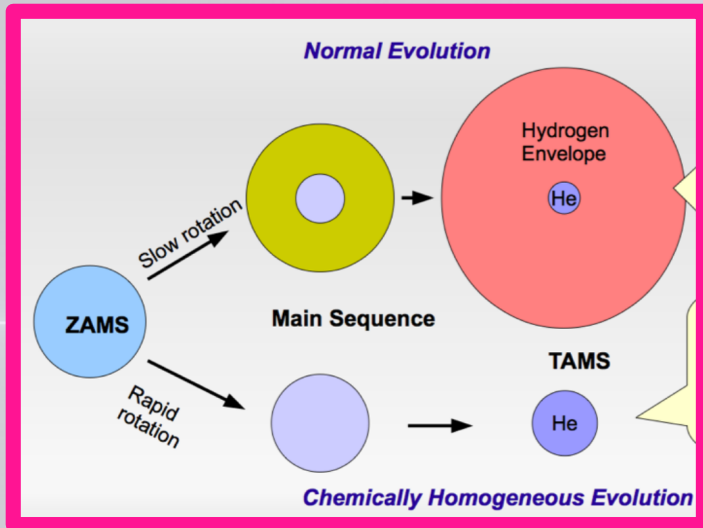 Normal Evolution
Hydrogen
Envelope
He
Slow rotation
ZAMS
Main Sequence
TAMS
Rapid
rotation
He
Chemically Homogeneous Evolution